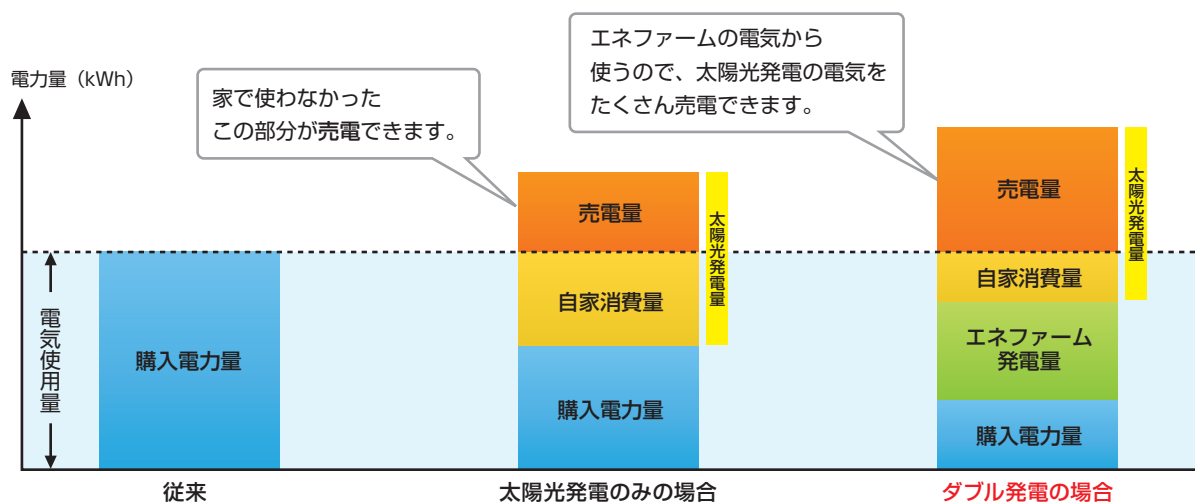 電力量（kWh）
家で使わなかった
この部分が売電できます。
エネファームの電気から
使うので、太陽光発電の電気を
たくさん売電できます。
電気使用量
購入電力量
売電量
自家消費量
購入電力量
太陽光発電量
売電量
自家消費量
エネファーム
発電量
購入電力量
太陽光発電量
従来
太陽光発電のみの場合
ダブル発電の場合